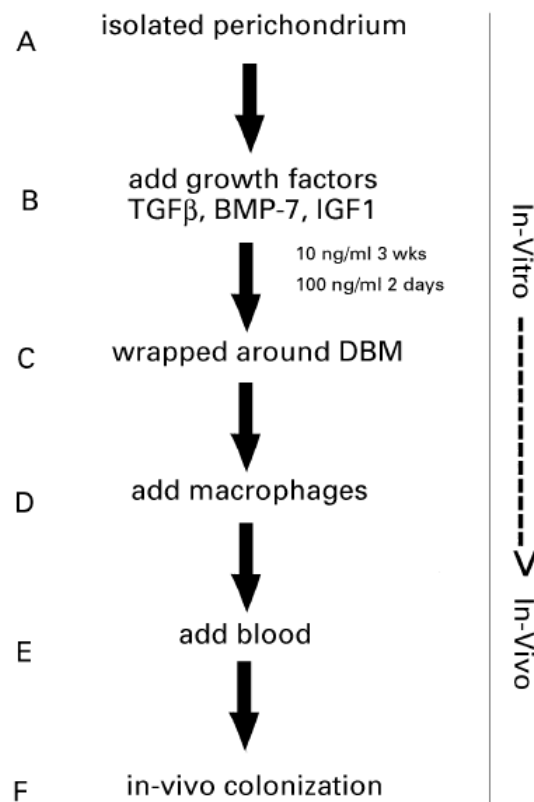 A isolated perichondrium
B add growth factors
TGFβ, BMP-7, IGF1
10 ng/ml 3 wks
100 ng/ml 2 days
C wrapped around DBM
D add macrophages
E add blood
F in-vivo colonization
In-Vitro
In-Vivo